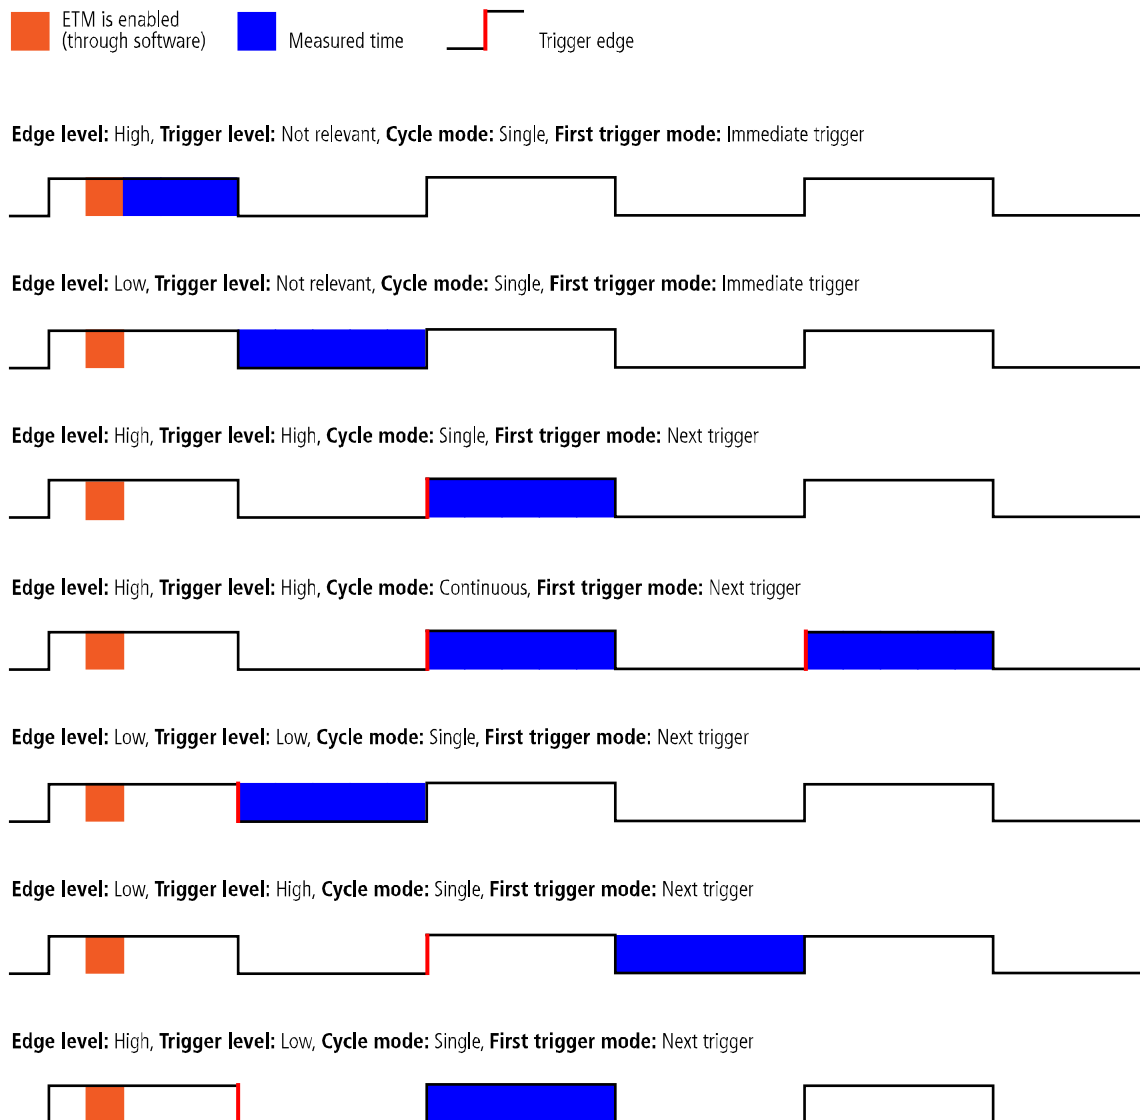 ETM is enabled
(through software)
Measured time
Trigger edge
Edge level: High, Trigger level: Not relevant, Cycle mode: Single, First trigger mode: Immediate trigger
Edge level: Low, Trigger level: Not relevant, Cycle mode: Single, First trigger mode: Immediate trigger
Edge level: High, Trigger level: High, Cycle mode: Single, First trigger mode: Next trigger
Edge level: High, Trigger level: High, Cycle mode: Continuous, First trigger mode: Next trigger
Edge level: Low, Trigger level: Low, Cycle mode: Single, First trigger mode: Next trigger
Edge level: Low, Trigger level: High, Cycle mode: Single, First trigger mode: Next trigger
Edge level: High, Trigger level: Low, Cycle mode: Single, First trigger mode: Next trigger